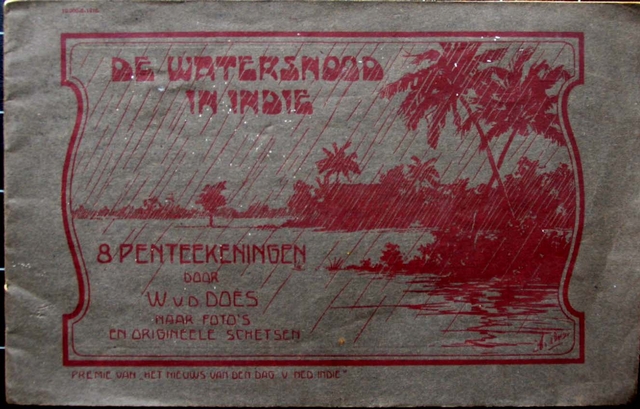 DE WATERSNOOD
IN INDIE
8 PENTEEKENINGEN
DOOR
W. v. D. DOES
NAAR FOTO'S
EN ORIGINEELE SCHETSEN
PREMIE VAN „HET NIEUWS VAN DEN DAG V. NED INDIE"